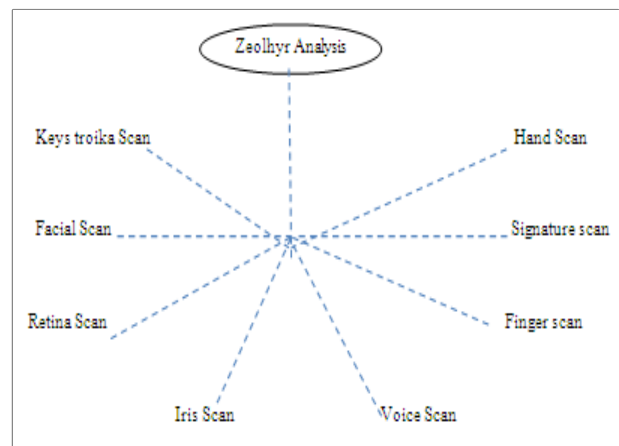 Zeolhyr Analysis
Keys troika Scan
Hand Scan
Facial Scan
Signature scan
Retina Scan
Finger scan
Iris Scan
Voice Scan